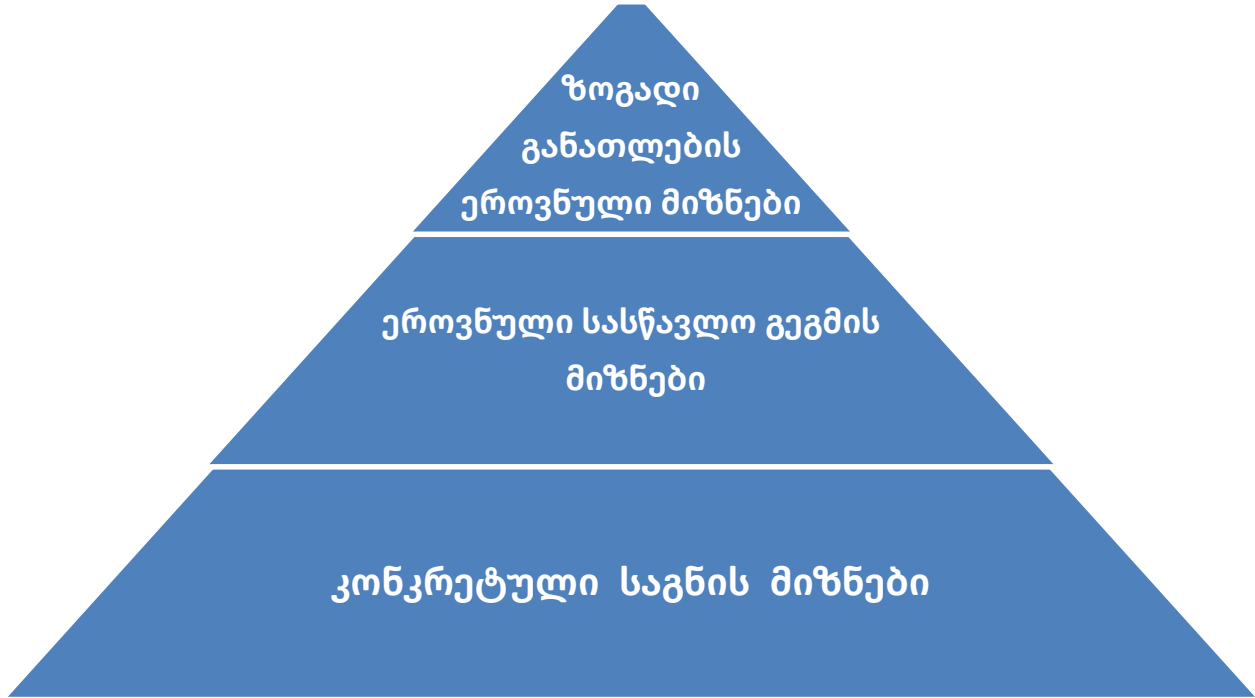 ზოგადი
განათლების
ეროვნული მიზნები
ეროვნული სასწავლო გეგმის
მიზნები
კონკრეტული საგნის მიზნები